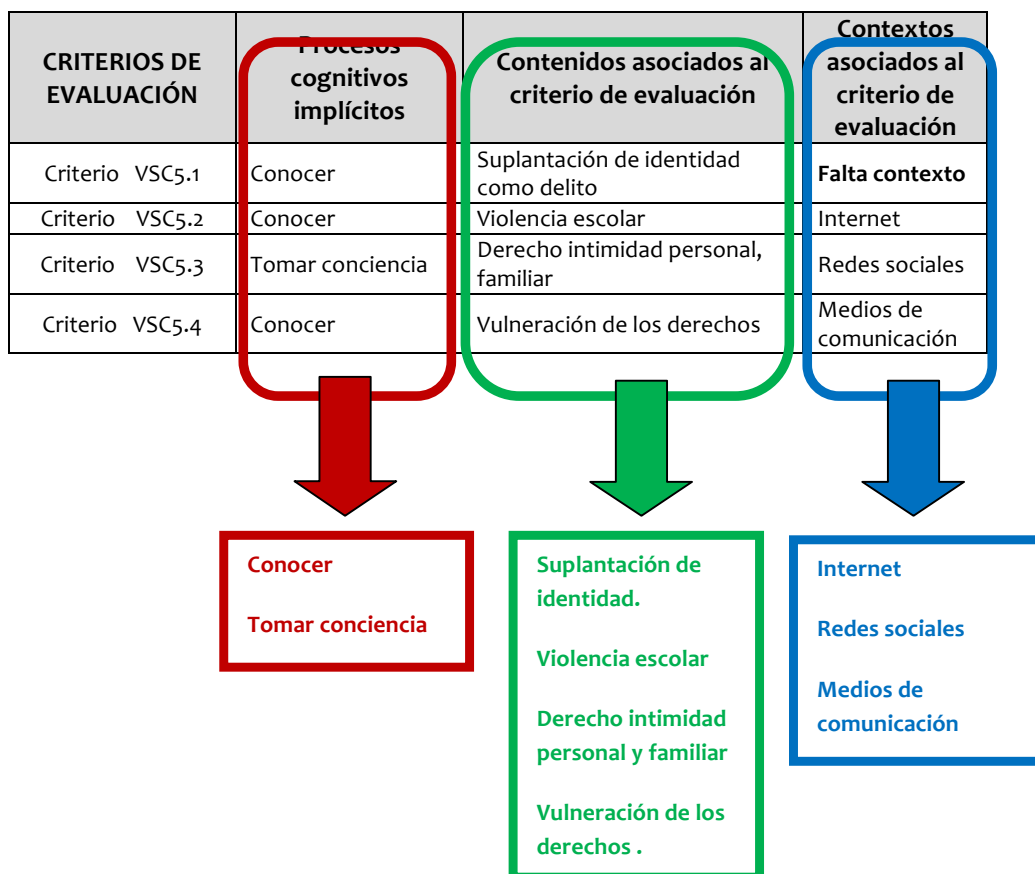 CRITERIOS DE
EVALUACIÓN
Procesos
cognitivos
implícitos
Contenidos asociados al
criterio de evaluación
Contextos
asociados al
criterio de
evaluación
Criterio VSC5.1
Conocer
Suplantación de identidad
como delito
Falta contexto
Criterio VSC5.2
Conocer
Violencia escolar
Internet
Criterio VSC5.3
Tomar conciencia
Derecho intimidad personal,
familiar
Redes sociales
Criterio VSC5.4
Conocer
Vulneración de los derechos
Medios de
comunicación
Conocer
Tomar conciencia
Suplantación de
identidad.
Violencia escolar
Derecho intimidad
personal y familiar
Vulneración de los
derechos .
Internet
Redes sociales
Medios de
comunicación